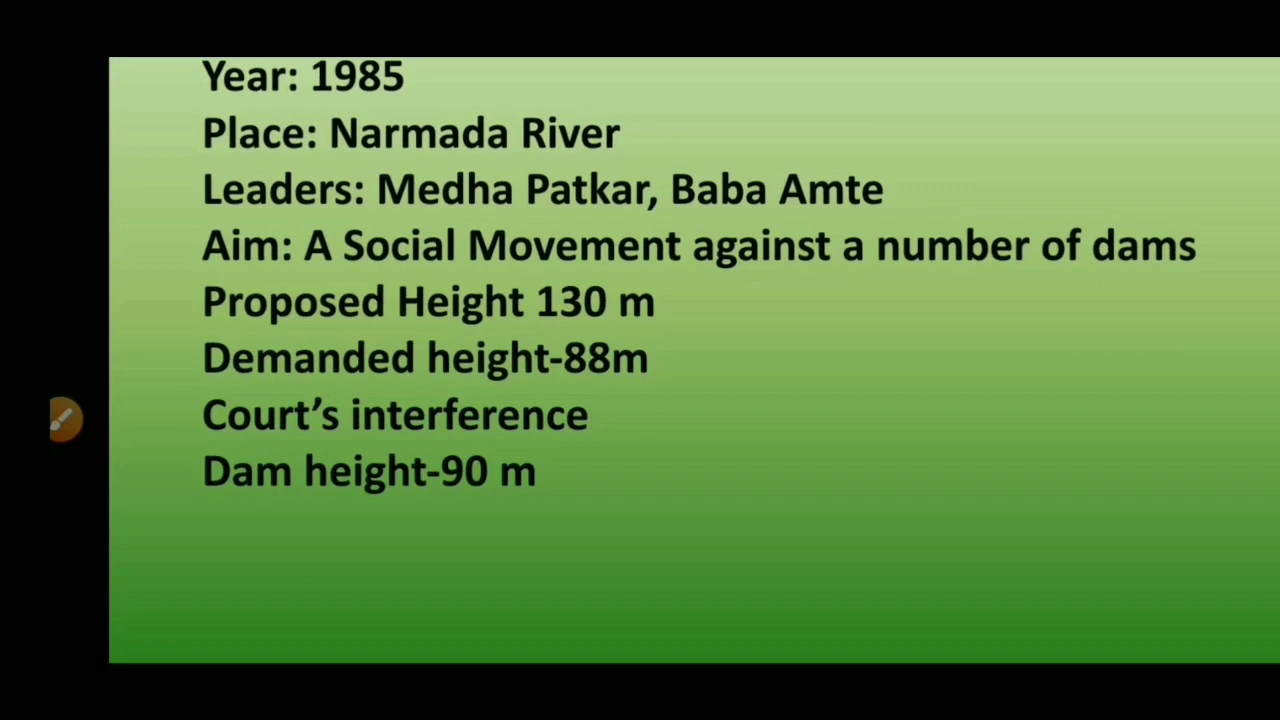 Year: 1985
Place: Narmada River
Leaders: Medha Patkar, Baba Amte
Aim: A Social Movement against a number of dams
Proposed Height 130 m
Demanded height-88m
Court’s interference
Dam height-90 m